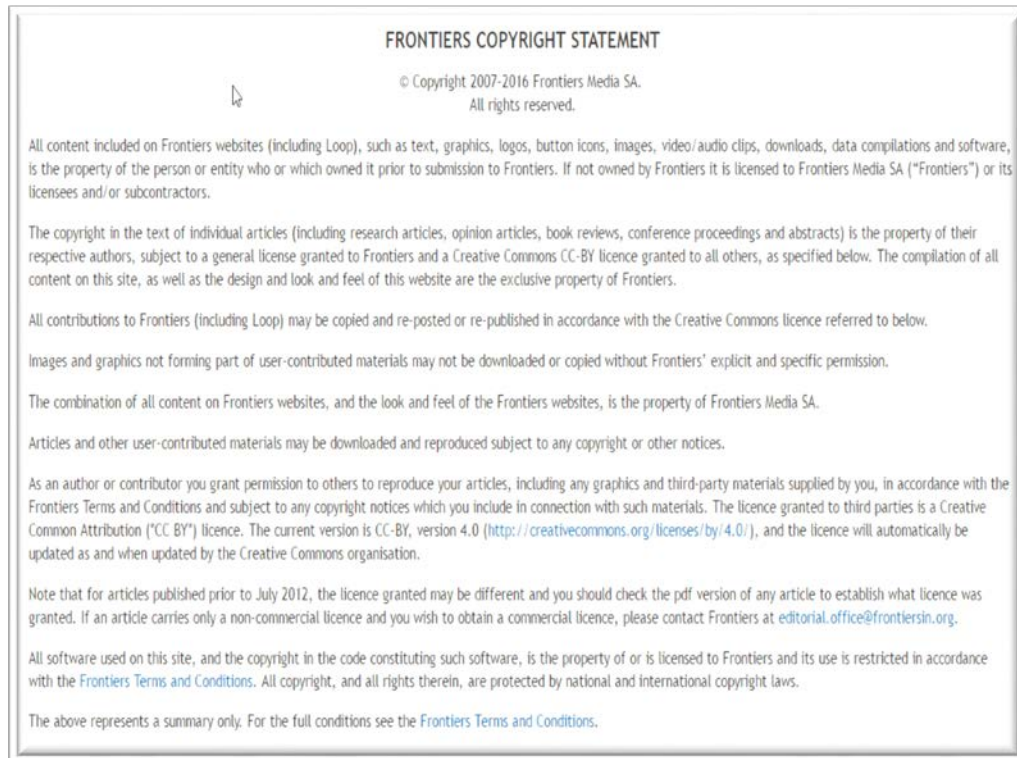 FRONTIERS COPYRIGHT STATEMENT
© Copyright 2007-2016 Frontiers Media SA.
All rights reserved.
All content included on Frontiers websites (including Loop), such as text, graphics, logos, button icons, images, video/audio clips, downloads, data compilations and software,
is the property of the person or entity who or which owned it prior to submission to Frontiers. If not owned by Frontiers it is licensed to Frontiers Media SA (“Frontiers”) or its
licensees and/or subcontractors.
The copyright in the text of individual articles (including research articles, opinion articles, book reviews, conference proceedings and abstracts) is the property of their
respective authors, subject to a general license granted to Frontiers and a Creative Commons CC-BY licence granted to all others, as specified below. The compilation of all
content on this site, as well as the design and look and feel of this website are the exclusive property of Frontiers.
All contributions to Frontiers (including Loop) may be copied and re-posted or re-published in accordance with the Creative Commons licence referred to below.
Images and graphics not forming part of user-contributed materials may not be downloaded or copied without Frontiers’ explicit and specific permission.
The combination of all content on Frontiers websites, and the look and feel of the Frontiers websites, is the property of Frontiers Media SA.
Articles and other user-contributed materials may be downloaded and reproduced subject to any copyright or other notices.
As an author or contributor you grant permission to others to reproduce your articles, including any graphics and third-party materials supplied by you, in accordance with the
Frontiers Terms and Conditions and subject to any copyright notices which you include in connection with such materials. The licence granted to third parties is a Creative
Common Attribution ("CC BY") licence. The current version is CC-BY, version 4.0 (http://creativecommons.org/licenses/by/4.0/), and the licence will automatically be
updated as and when updated by the Creative Commons organisation.
Note that for articles published prior to July 2012, the licence granted may be different and you should check the pdf version of any article to establish what licence was
granted. If an article carries only a non-commercial licence and you wish to obtain a commercial licence, please contact Frontiers at editorial.office@frontiersin.org.
All software used on this site, and the copyright in the code constituting such software, is the property of or is licensed to Frontiers and its use is restricted in accordance
with the Frontiers Terms and Conditions. All copyright, and all rights therein, are protected by national and international copyright laws.
The above represents a summary only. For the full conditions see the Frontiers Terms and Conditions.